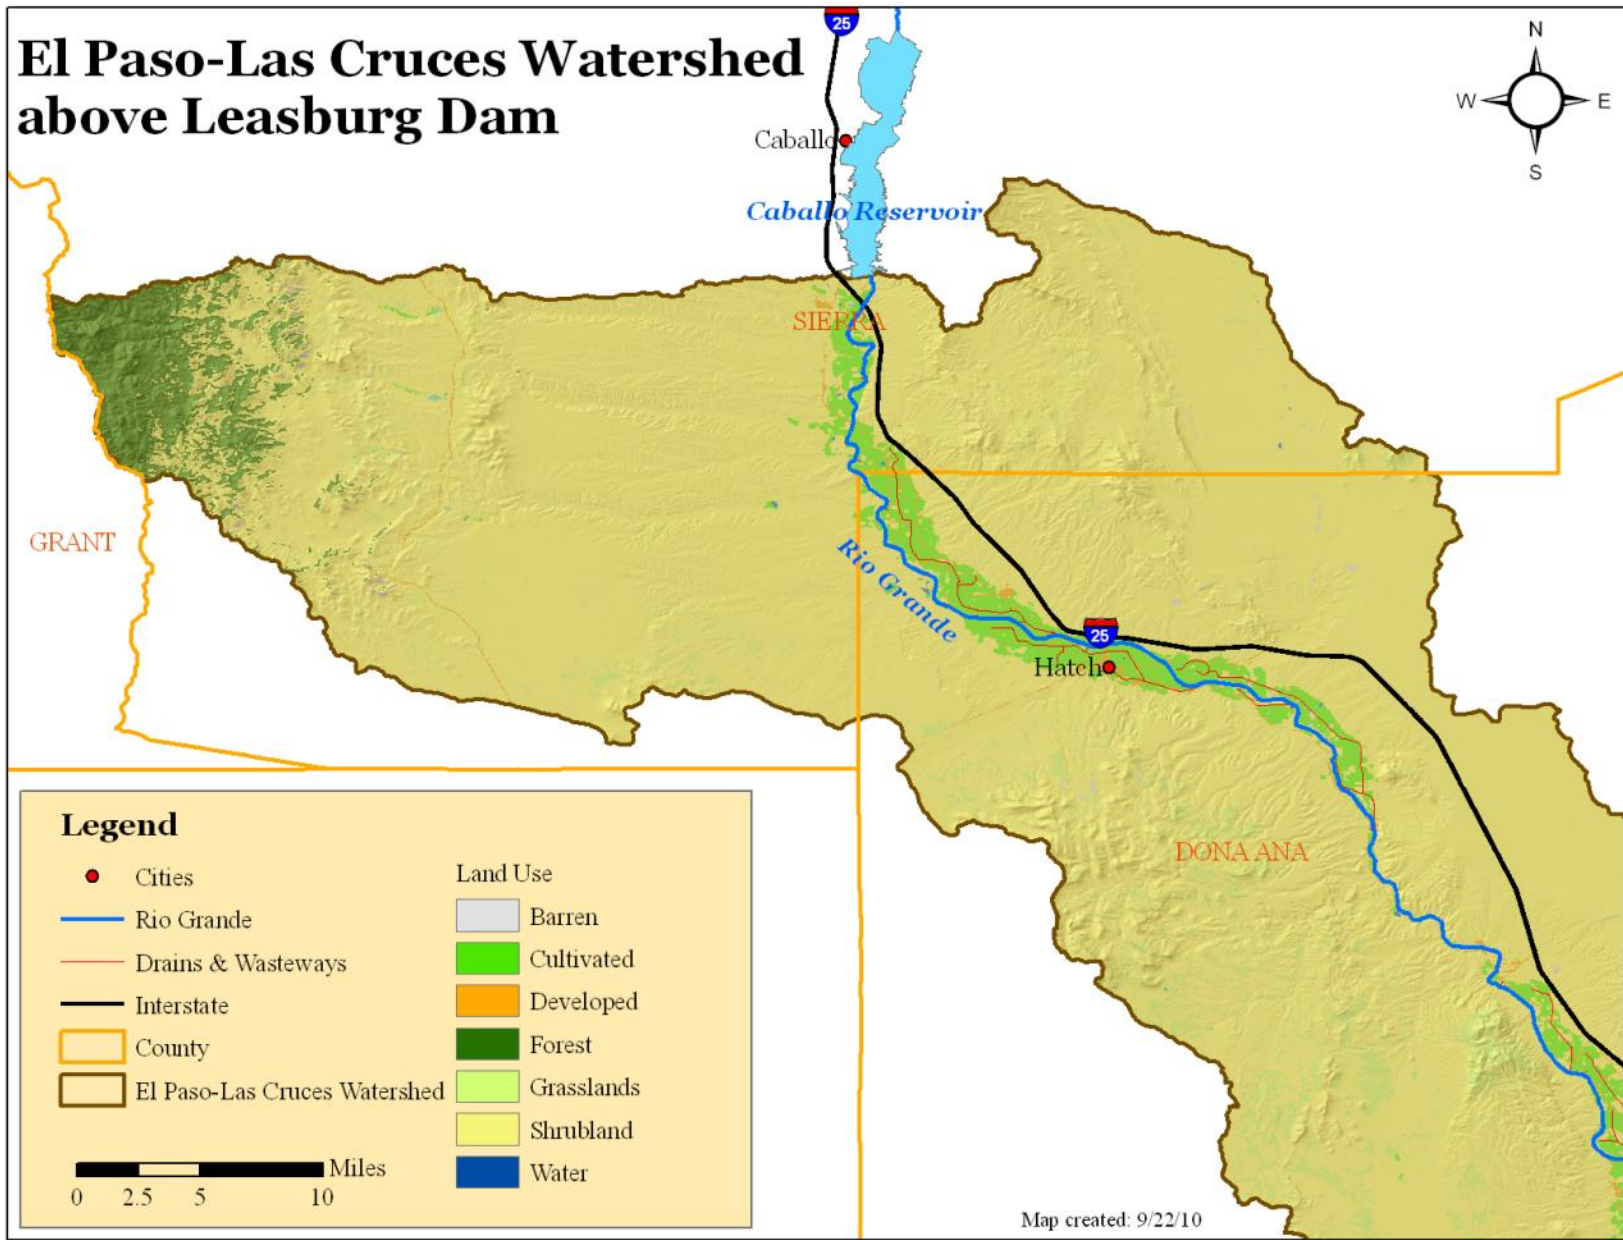 El Paso-Las Cruces Watershed
above Leasburg Dam
25
N
W
E
S
Caballo
Caballo Reservoir
SIERRA
GRANT
Rio Grande
25
Hatch
DONA ANA
Legend
Cities
Rio Grande
Drains & Wasteways
Interstate
County
El Paso-Las Cruces Watershed
Miles
0 2.5 5 10
Land Use
Barren
Cultivated
Developed
Forest
Grasslands
Shrubland
Water
Map created: 9/22/10